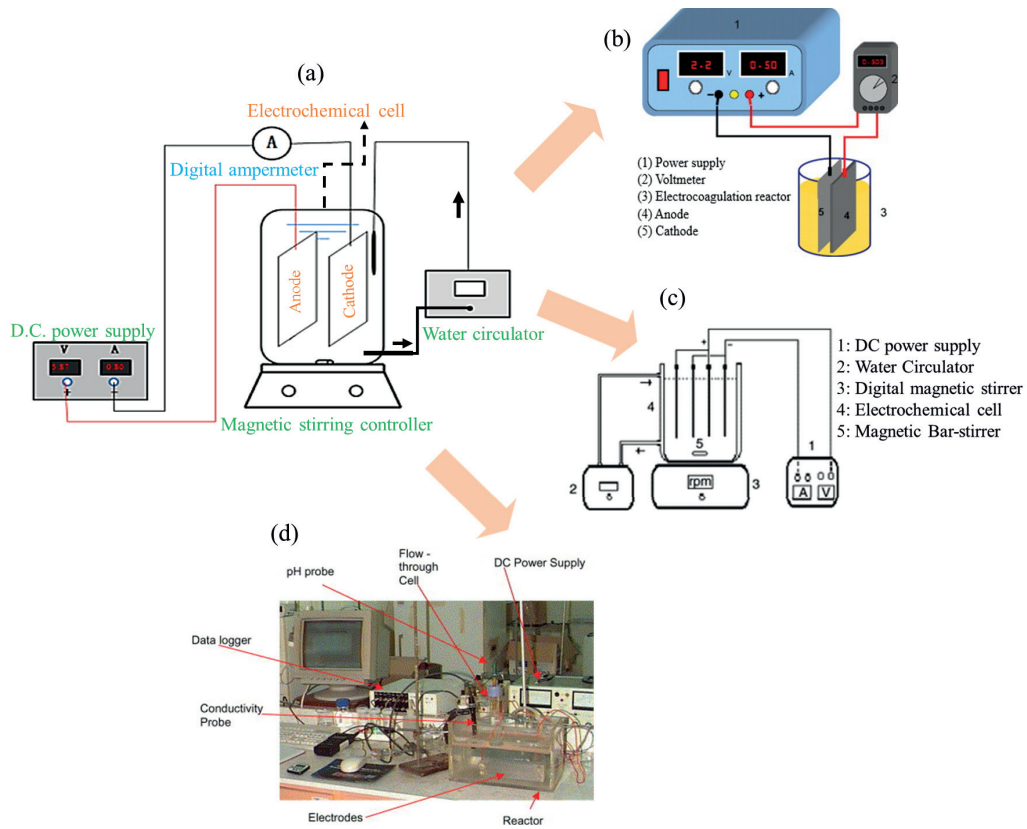 (a)
Electrochemical cell
A
Digital ampermeter
Anode
Cathode
Water circulator
D.C. power supply
V A
5.87 0.80
+ −
Magnetic stirring controller
(b)
1
2-2 V 0-50 A
− +
0-503
2
(1) Power supply
(2) Voltmeter
(3) Electrocoagulation reactor
(4) Anode
(5) Cathode
5
4
3
(c)
+
−
4
5
2
rpm
3
1
A V
1: DC power supply
2: Water Circulator
3: Digital magnetic stirrer
4: Electrochemical cell
5: Magnetic Bar-stirrer
(d)
pH probe
Flow -
through
Cell
DC Power Supply
Data logger
Conductivity
Probe
Electrodes
Reactor